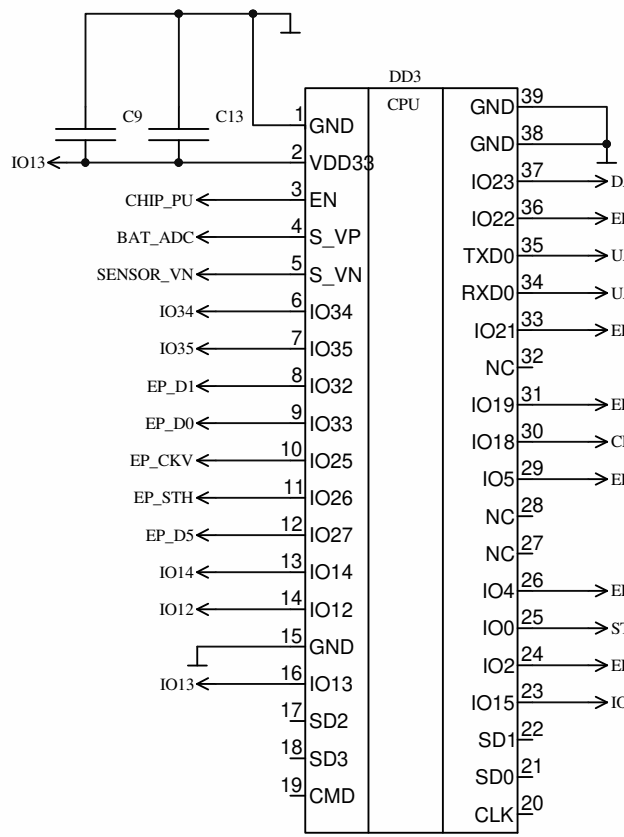 DD3
CPU
C9
C13
IO13
1 GND
2 VDD33
CHIP_PU 3 EN
BAT_ADC 4 S_VP
SENSOR_VN 5 S_VN
IO34 6 IO34
IO35 7 IO35
EP_D1 8 IO32
EP_D0 9 IO33
EP_CKV 10 IO25
EP_STH 11 IO26
EP_D5 12 IO27
IO14 13 IO14
IO12 14 IO12
15 GND
IO13 16 IO13
17 SD2
18 SD3
19 CMD
GND 39
GND 38
IO23 37
IO22 36
TXD0 35
RXD0 34
IO21 33
NC 32
IO19 31
IO18 30
IO5 29
NC 28
NC 27
IO4 26
IO0 25
IO2 24
IO15 23
SD1 22
SD0 21
CLK 20